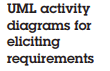 UML activity
diagrams for
eliciting
requirements